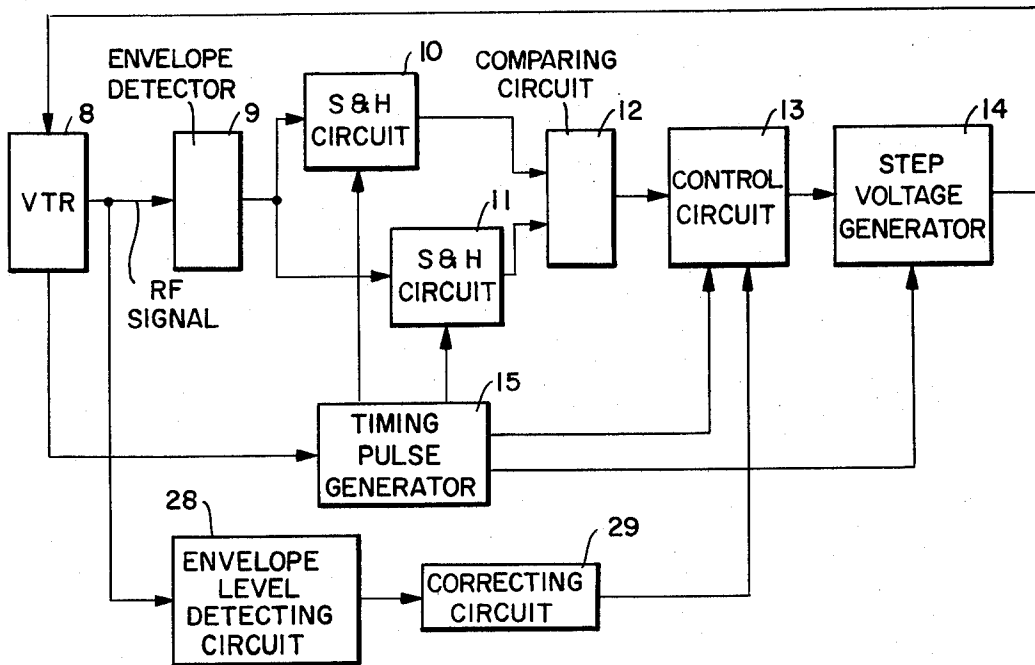 ENVELOPE
DETECTOR
8
VTR
9
RF
SIGNAL
10
S & H
CIRCUIT
11
S & H
CIRCUIT
COMPARING
CIRCUIT
12
13
CONTROL
CIRCUIT
14
STEP
VOLTAGE
GENERATOR
15
TIMING
PULSE
GENERATOR
28
ENVELOPE
LEVEL
DETECTING
CIRCUIT
29
CORRECTING
CIRCUIT